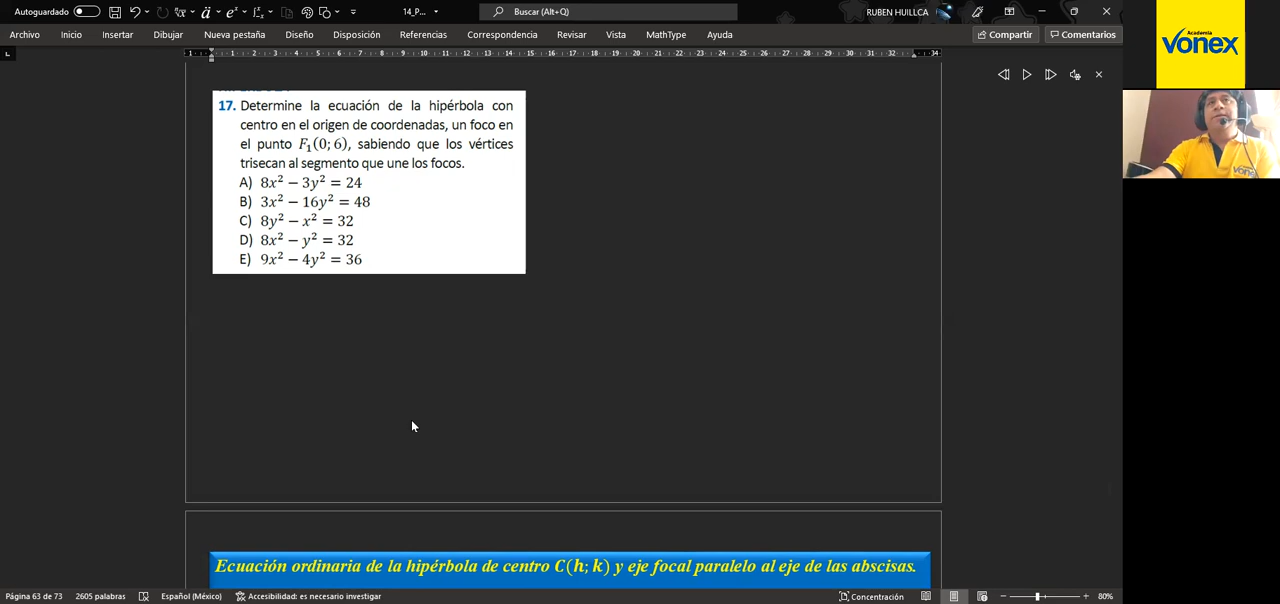 Autoguardado
14_P...
Buscar (Alt+Q)
RUBEN HUILLCA
Archivo Inicio Insertar Dibujar Nueva pestaña Diseño Disposición Referencias Correspondencia Revisar Vista MathType Ayuda
Compartir Comentarios
Academia
Vonex
17. Determine la ecuación de la hipérbola con
centro en el origen de coordenadas, un foco en
el punto F₁(0; 6), sabiendo que los vértices
trisecan al segmento que une los focos.
A) 8x² − 3y² = 24
B) 3x² − 16y² = 48
C) 8y² − x² = 32
D) 8x² − y² = 32
E) 9x² − 4y² = 36
Ecuación ordinaria de la hipérbola de centro C(h; k) y eje focal paralelo al eje de las abscisas.
Página 63 de 73 2605 palabras Español (México) Accesibilidad: es necesario investigar
Concentración
80%